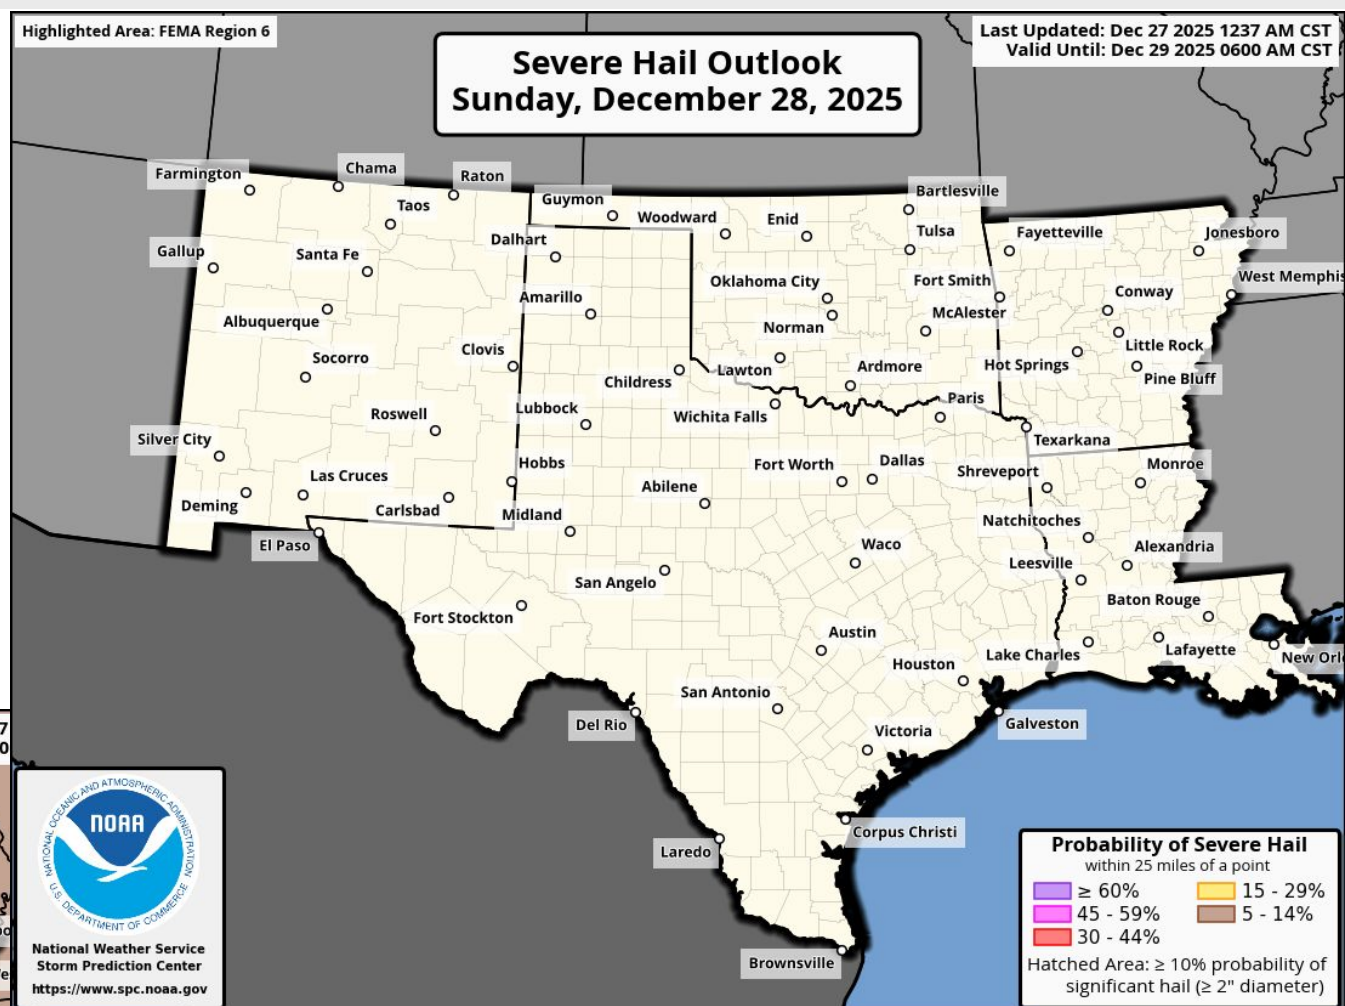 Highlighted Area: FEMA Region 6
Severe Hail Outlook
Sunday, December 28, 2025
Last Updated: Dec 27 2025 1237 AM CST
Valid Until: Dec 29 2025 0600 AM CST
Farmington
Chama
Raton
Taos
Guymon
Woodward
Enid
Bartlesville
Tulsa
Fayetteville
Jonesboro
Gallup
Santa Fe
Dalhart
Oklahoma City
Fort Smith
West Memphis
Albuquerque
Amarillo
Norman
McAlester
Conway
Little Rock
Socorro
Clovis
Childress
Lawton
Ardmore
Hot Springs
Pine Bluff
Roswell
Lubbock
Wichita Falls
Paris
Texarkana
Silver City
Las Cruces
Hobbs
Abilene
Fort Worth
Dallas
Shreveport
Monroe
Deming
Carlsbad
Midland
Natchitoches
El Paso
San Angelo
Waco
Leesville
Alexandria
Fort Stockton
Austin
Baton Rouge
Houston
Lake Charles
Lafayette
New Orl
San Antonio
Del Rio
Victoria
Galveston
Laredo
Corpus Christi
Brownsville
7
0
NATIONAL OCEANIC AND ATMOSPHERIC ADMINISTRATION
NOAA
U.S. DEPARTMENT OF COMMERCE
National Weather Service
Storm Prediction Center
https://www.spc.noaa.gov
Probability of Severe Hail
within 25 miles of a point
≥ 60%
15 - 29%
45 - 59%
5 - 14%
30 - 44%
Hatched Area: ≥ 10% probability of
significant hail (≥ 2" diameter)